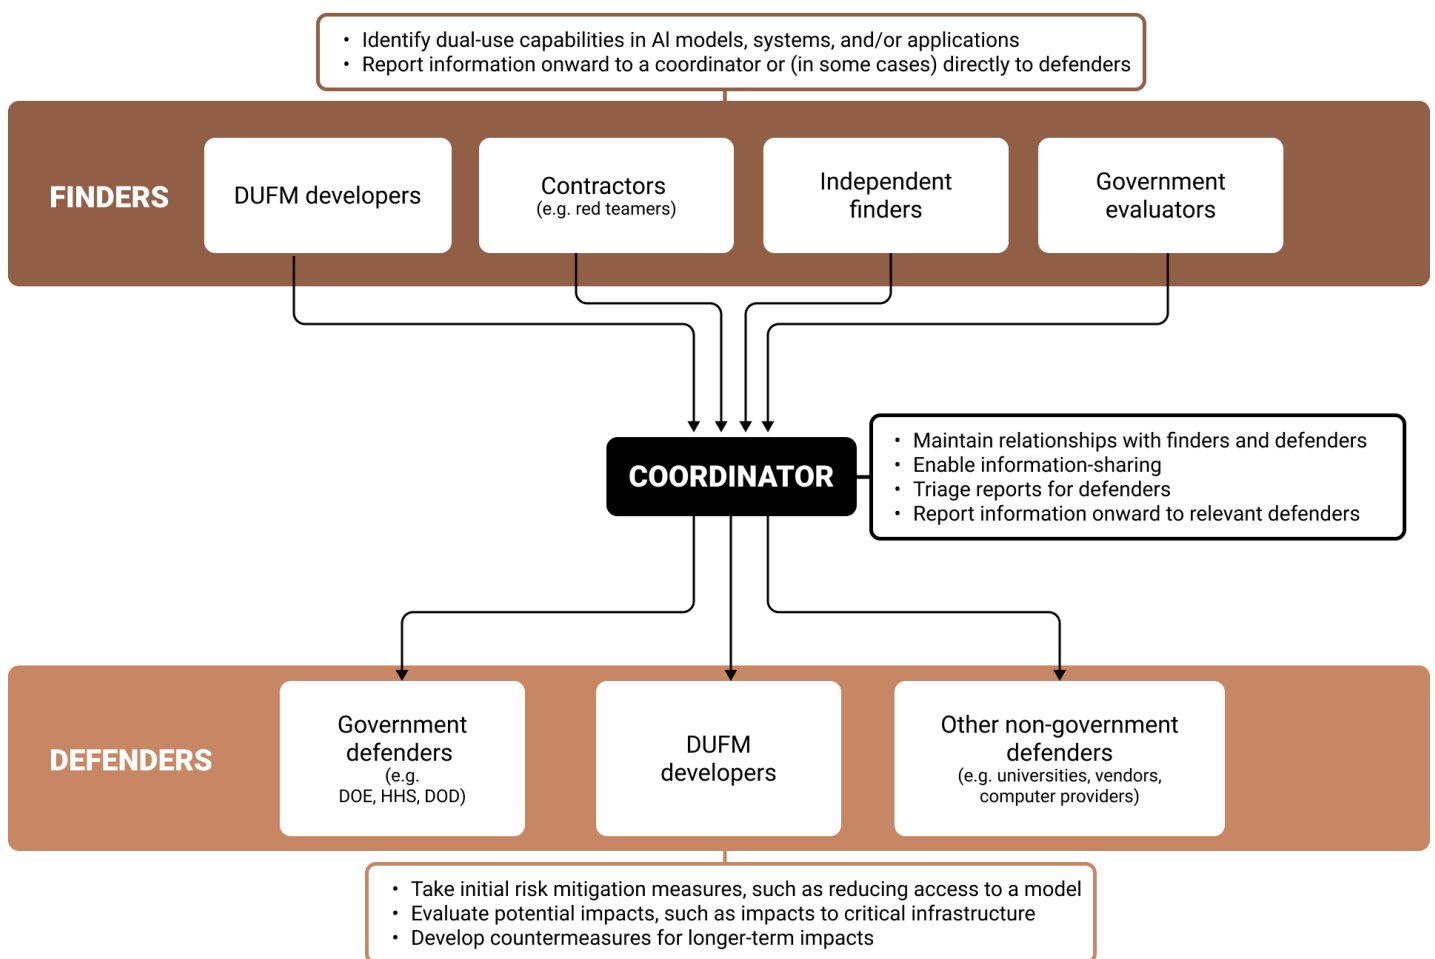 • Identify dual-use capabilities in AI models, systems, and/or applications
• Report information onward to a coordinator or (in some cases) directly to defenders
FINDERS
DUFM developers
Contractors
(e.g. red teamers)
Independent
finders
Government
evaluators
COORDINATOR
• Maintain relationships with finders and defenders
• Enable information-sharing
• Triage reports for defenders
• Report information onward to relevant defenders
DEFENDERS
Government
defenders
(e.g.
DOE, HHS, DOD)
DUFM
developers
Other non-government
defenders
(e.g. universities, vendors,
computer providers)
• Take initial risk mitigation measures, such as reducing access to a model
• Evaluate potential impacts, such as impacts to critical infrastructure
• Develop countermeasures for longer-term impacts